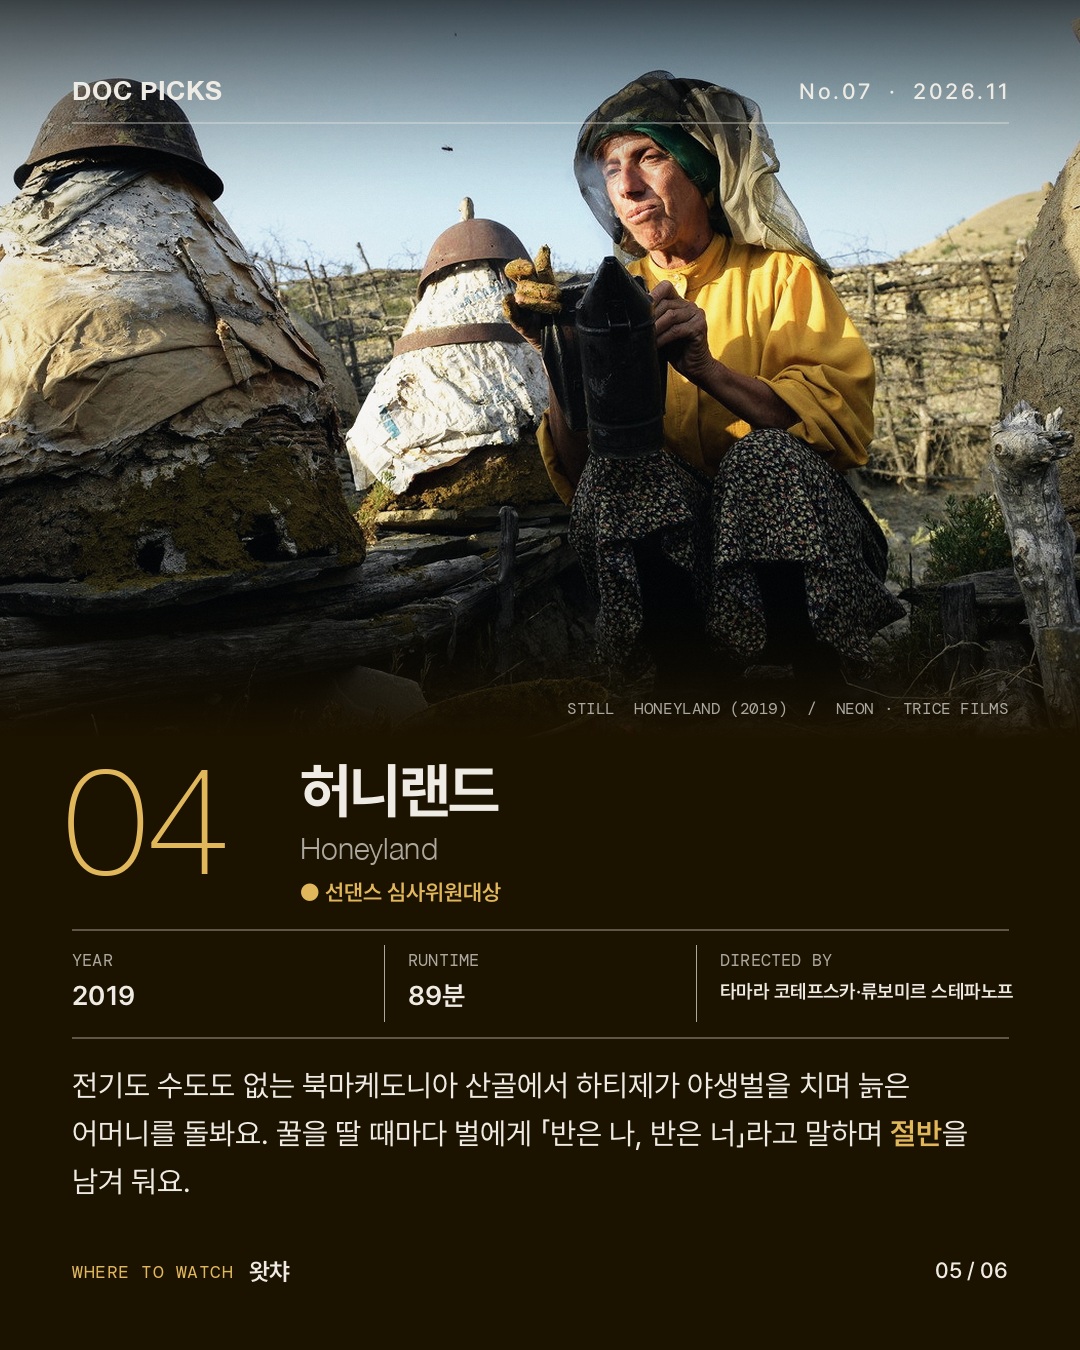 DOC PICKS
No.07 · 2026.11
STILL HONEYLAND (2019) / NEON · TRICE FILMS
04
허니랜드
Honeyland
● 선댄스 심사위원대상
YEAR
2019
RUNTIME
89분
DIRECTED BY
타마라 코테프스카·류보미르 스테파노프
전기도 수도도 없는 북마케도니아 산골에서 하티제가 야생벌을 치며 늙은
어머니를 돌봐요. 꿀을 딸 때마다 벌에게 「반은 나, 반은 너」라고 말하며 절반을
남겨 둬요.
WHERE TO WATCH 왓챠
05 / 06